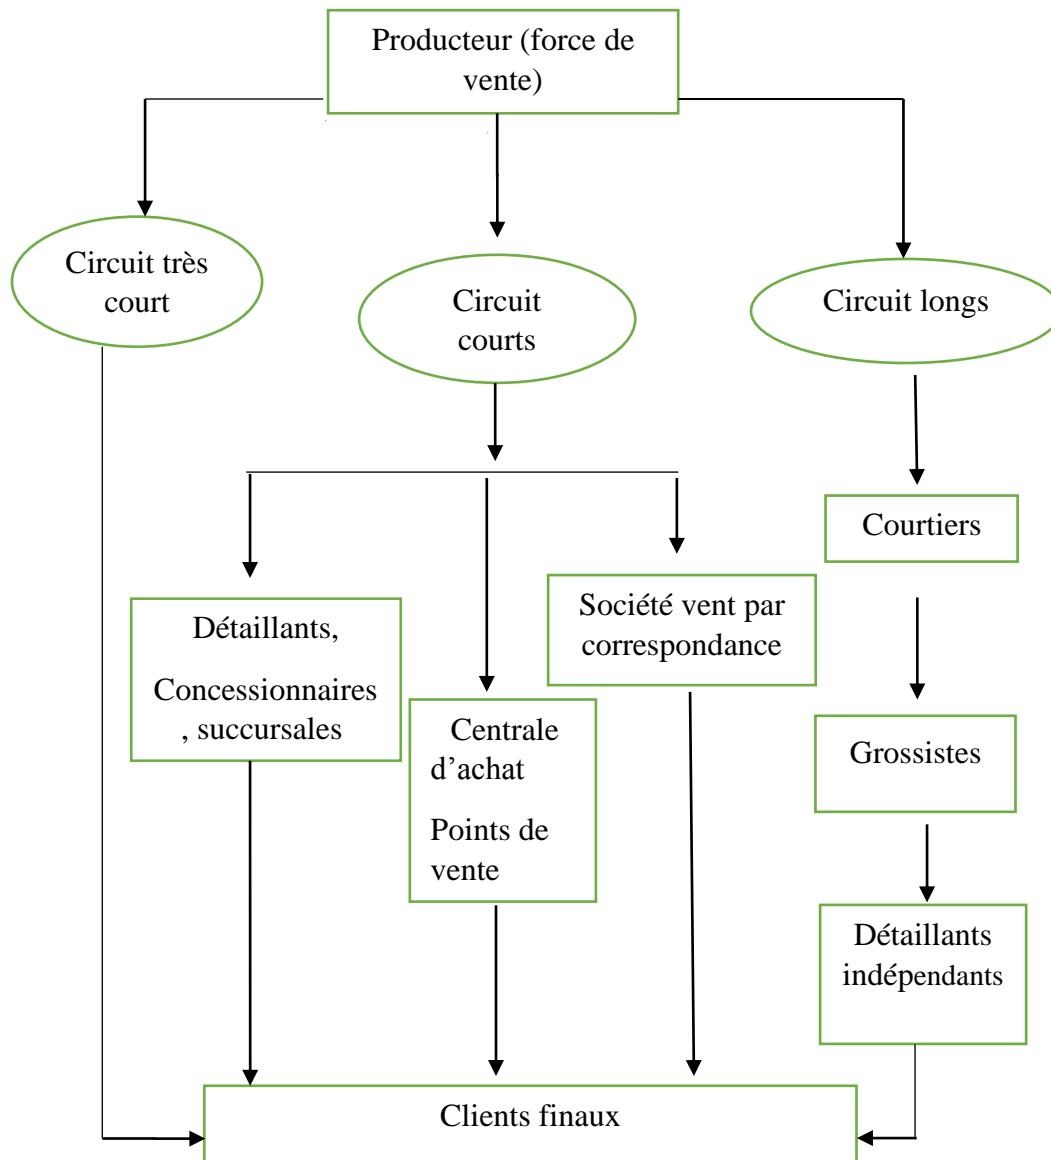 Producteur (force de
vente)
Circuit très
court
Circuit
courts
Circuit longs
Courtiers
Société vent par
correspondance
Détaillants,
Concessionnaires
, succursales
Centrale
d’achat
Points de
vente
Grossistes
Détaillants
indépendants
Clients finaux